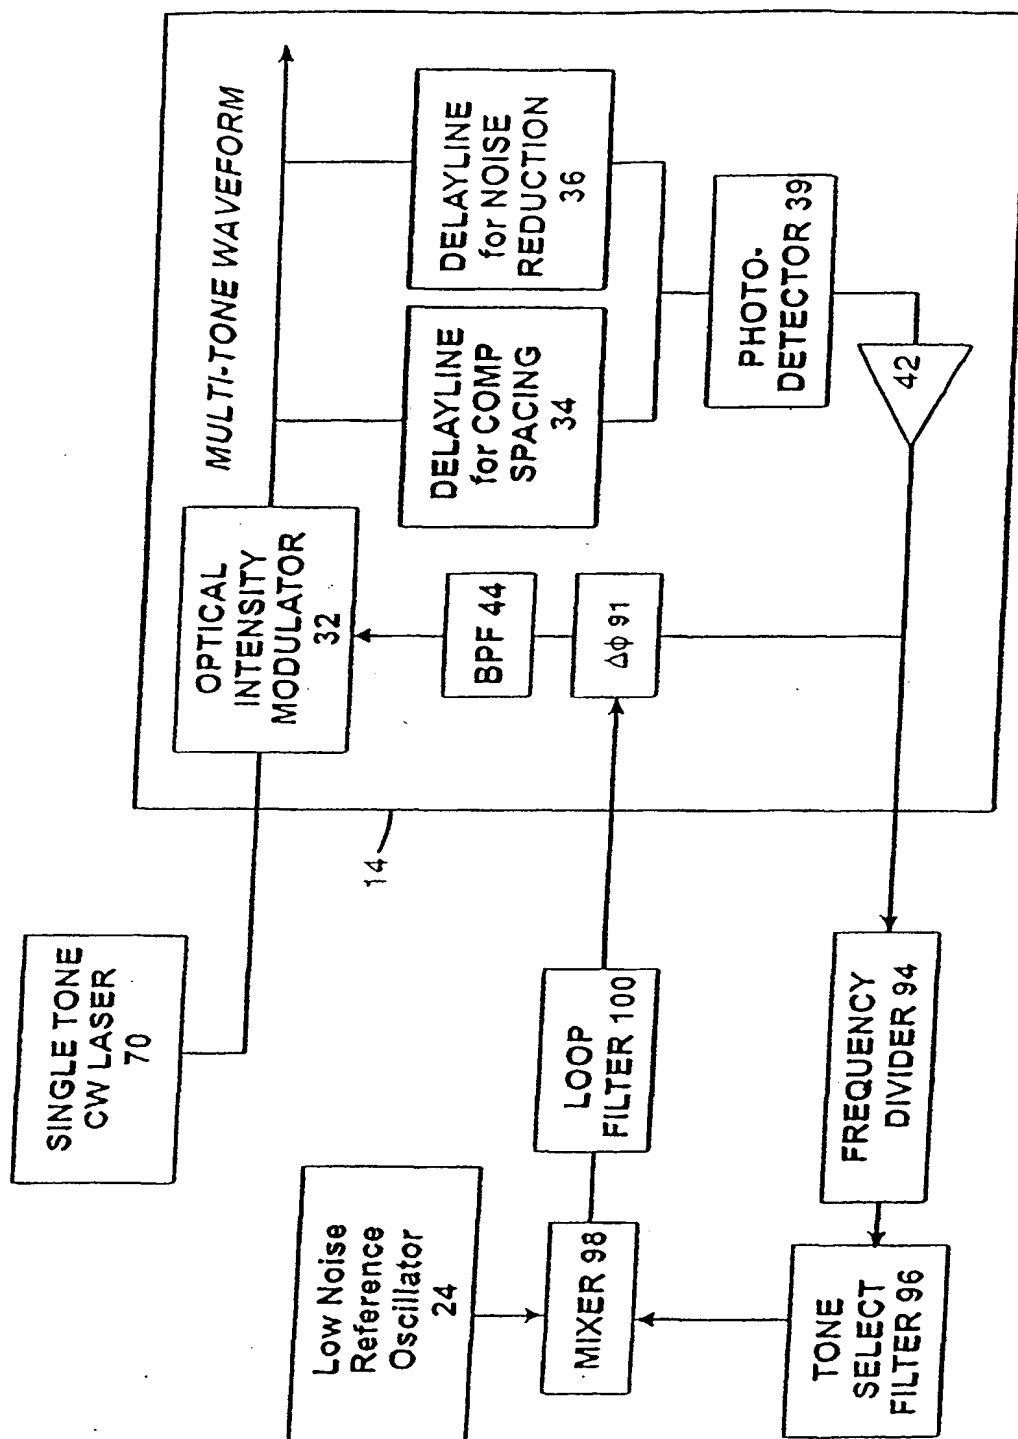 SINGLE TONE
CW LASER
70
14
MULTI-TONE WAVEFORM
OPTICAL
INTENSITY
MODULATOR
32
DELAYLINE
for COMP
SPACING
34
DELAYLINE
for NOISE
REDUCTION
36
BPF 44
Δϕ 91
PHOTO-
DETECTOR 39
42
Low Noise
Reference
Oscillator
24
MIXER 98
LOOP
FILTER 100
TONE
SELECT
FILTER 96
FREQUENCY
DIVIDER 94